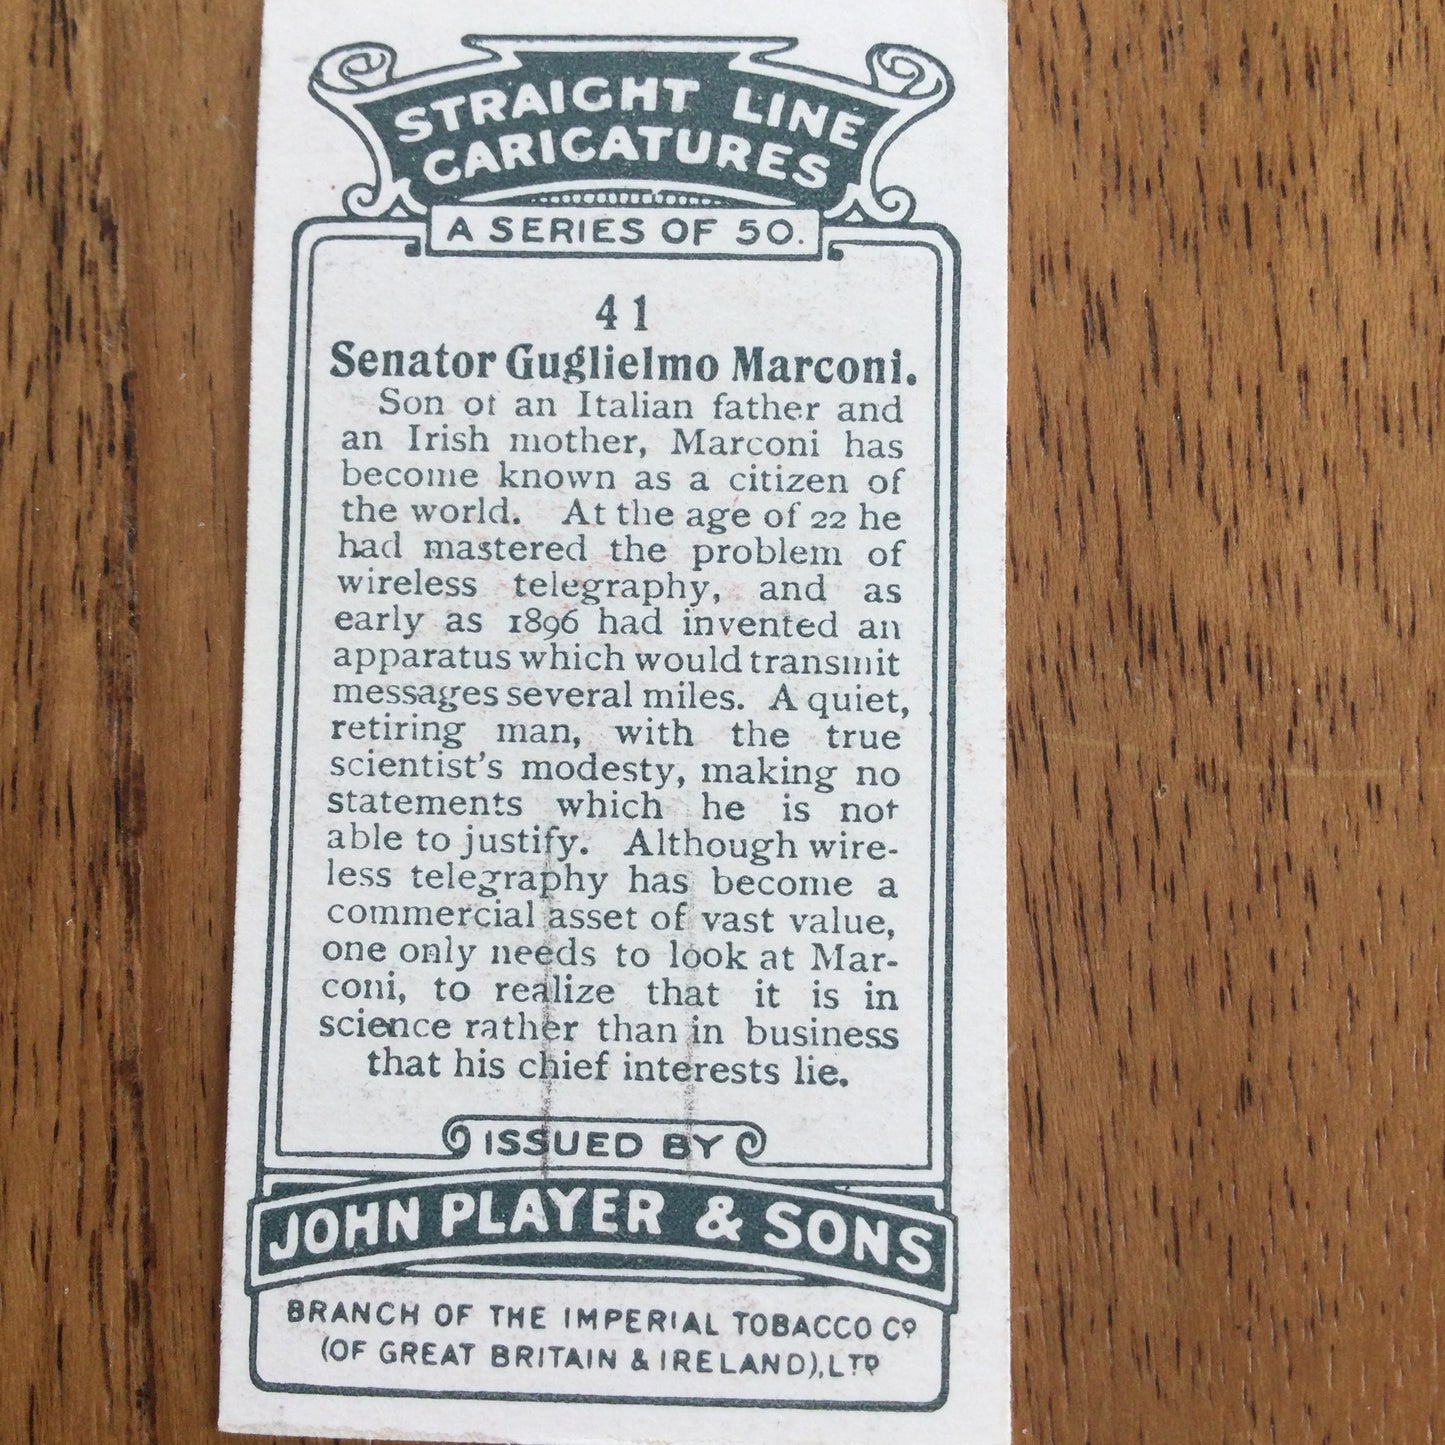 STRAIGHT LINE
CARICATURES
A SERIES OF 50.
41
Senator Guglielmo Marconi.
Son of an Italian father and
an Irish mother, Marconi has
become known as a citizen of
the world. At the age of 22 he
had mastered the problem of
wireless telegraphy, and as
early as 1896 had invented an
apparatus which would transmit
messages several miles. A quiet,
retiring man, with the true
scientist's modesty, making no
statements which he is not
able to justify. Although wire-
less telegraphy has become a
commercial asset of vast value,
one only needs to look at Mar-
coni, to realize that it is in
science rather than in business
that his chief interests lie.
ISSUED BY
JOHN PLAYER & SONS
BRANCH OF THE IMPERIAL TOBACCO Cº
(OF GREAT BRITAIN & IRELAND), LTD